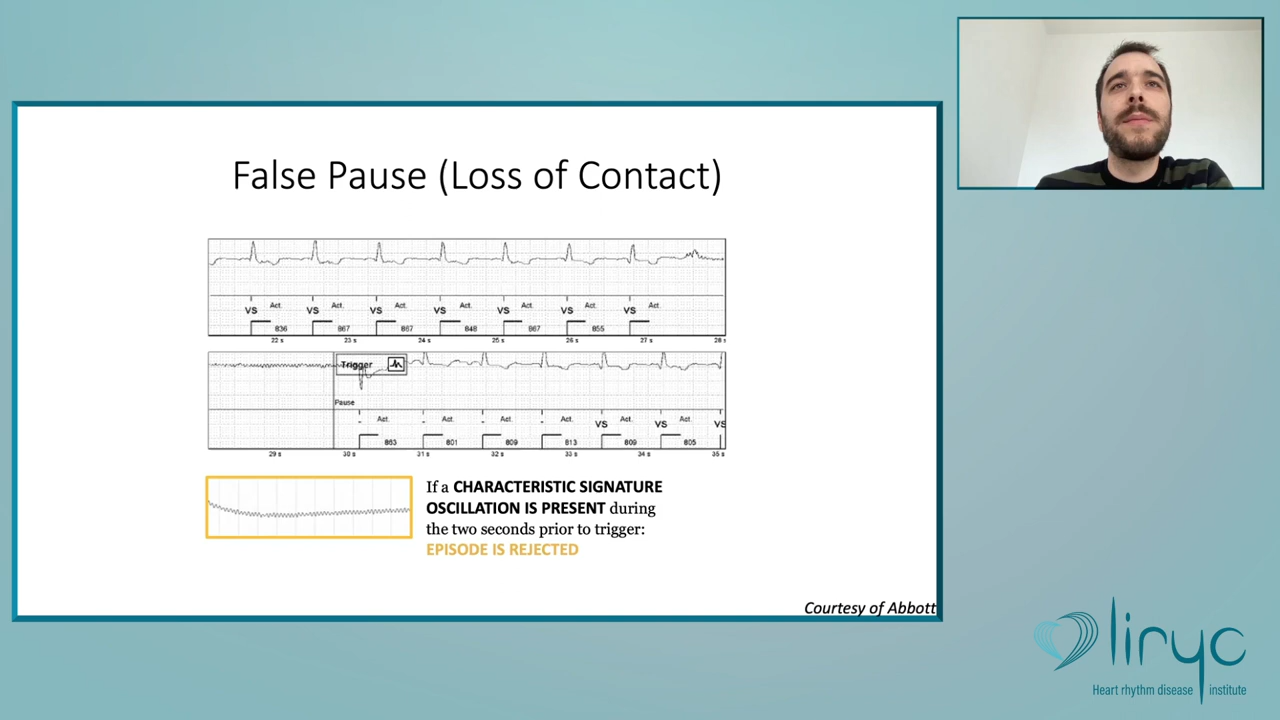 False Pause (Loss of Contact)
Act. Act. Act. Act. Act. Act. Act.
VS VS VS VS VS VS VS
836 867 867 848 867 855
22 s 23 s 24 s 25 s 26 s 27 s 28 s
Trigger
Pause
Act. Act. Act. Act. Act. Act.
VS VS VS
863 801 809 813 809 805
29 s 30 s 31 s 32 s 33 s 34 s 35 s
If a CHARACTERISTIC SIGNATURE
OSCILLATION IS PRESENT during
the two seconds prior to trigger:
EPISODE IS REJECTED
Courtesy of Abbott
liryc
Heart rhythm disease institute